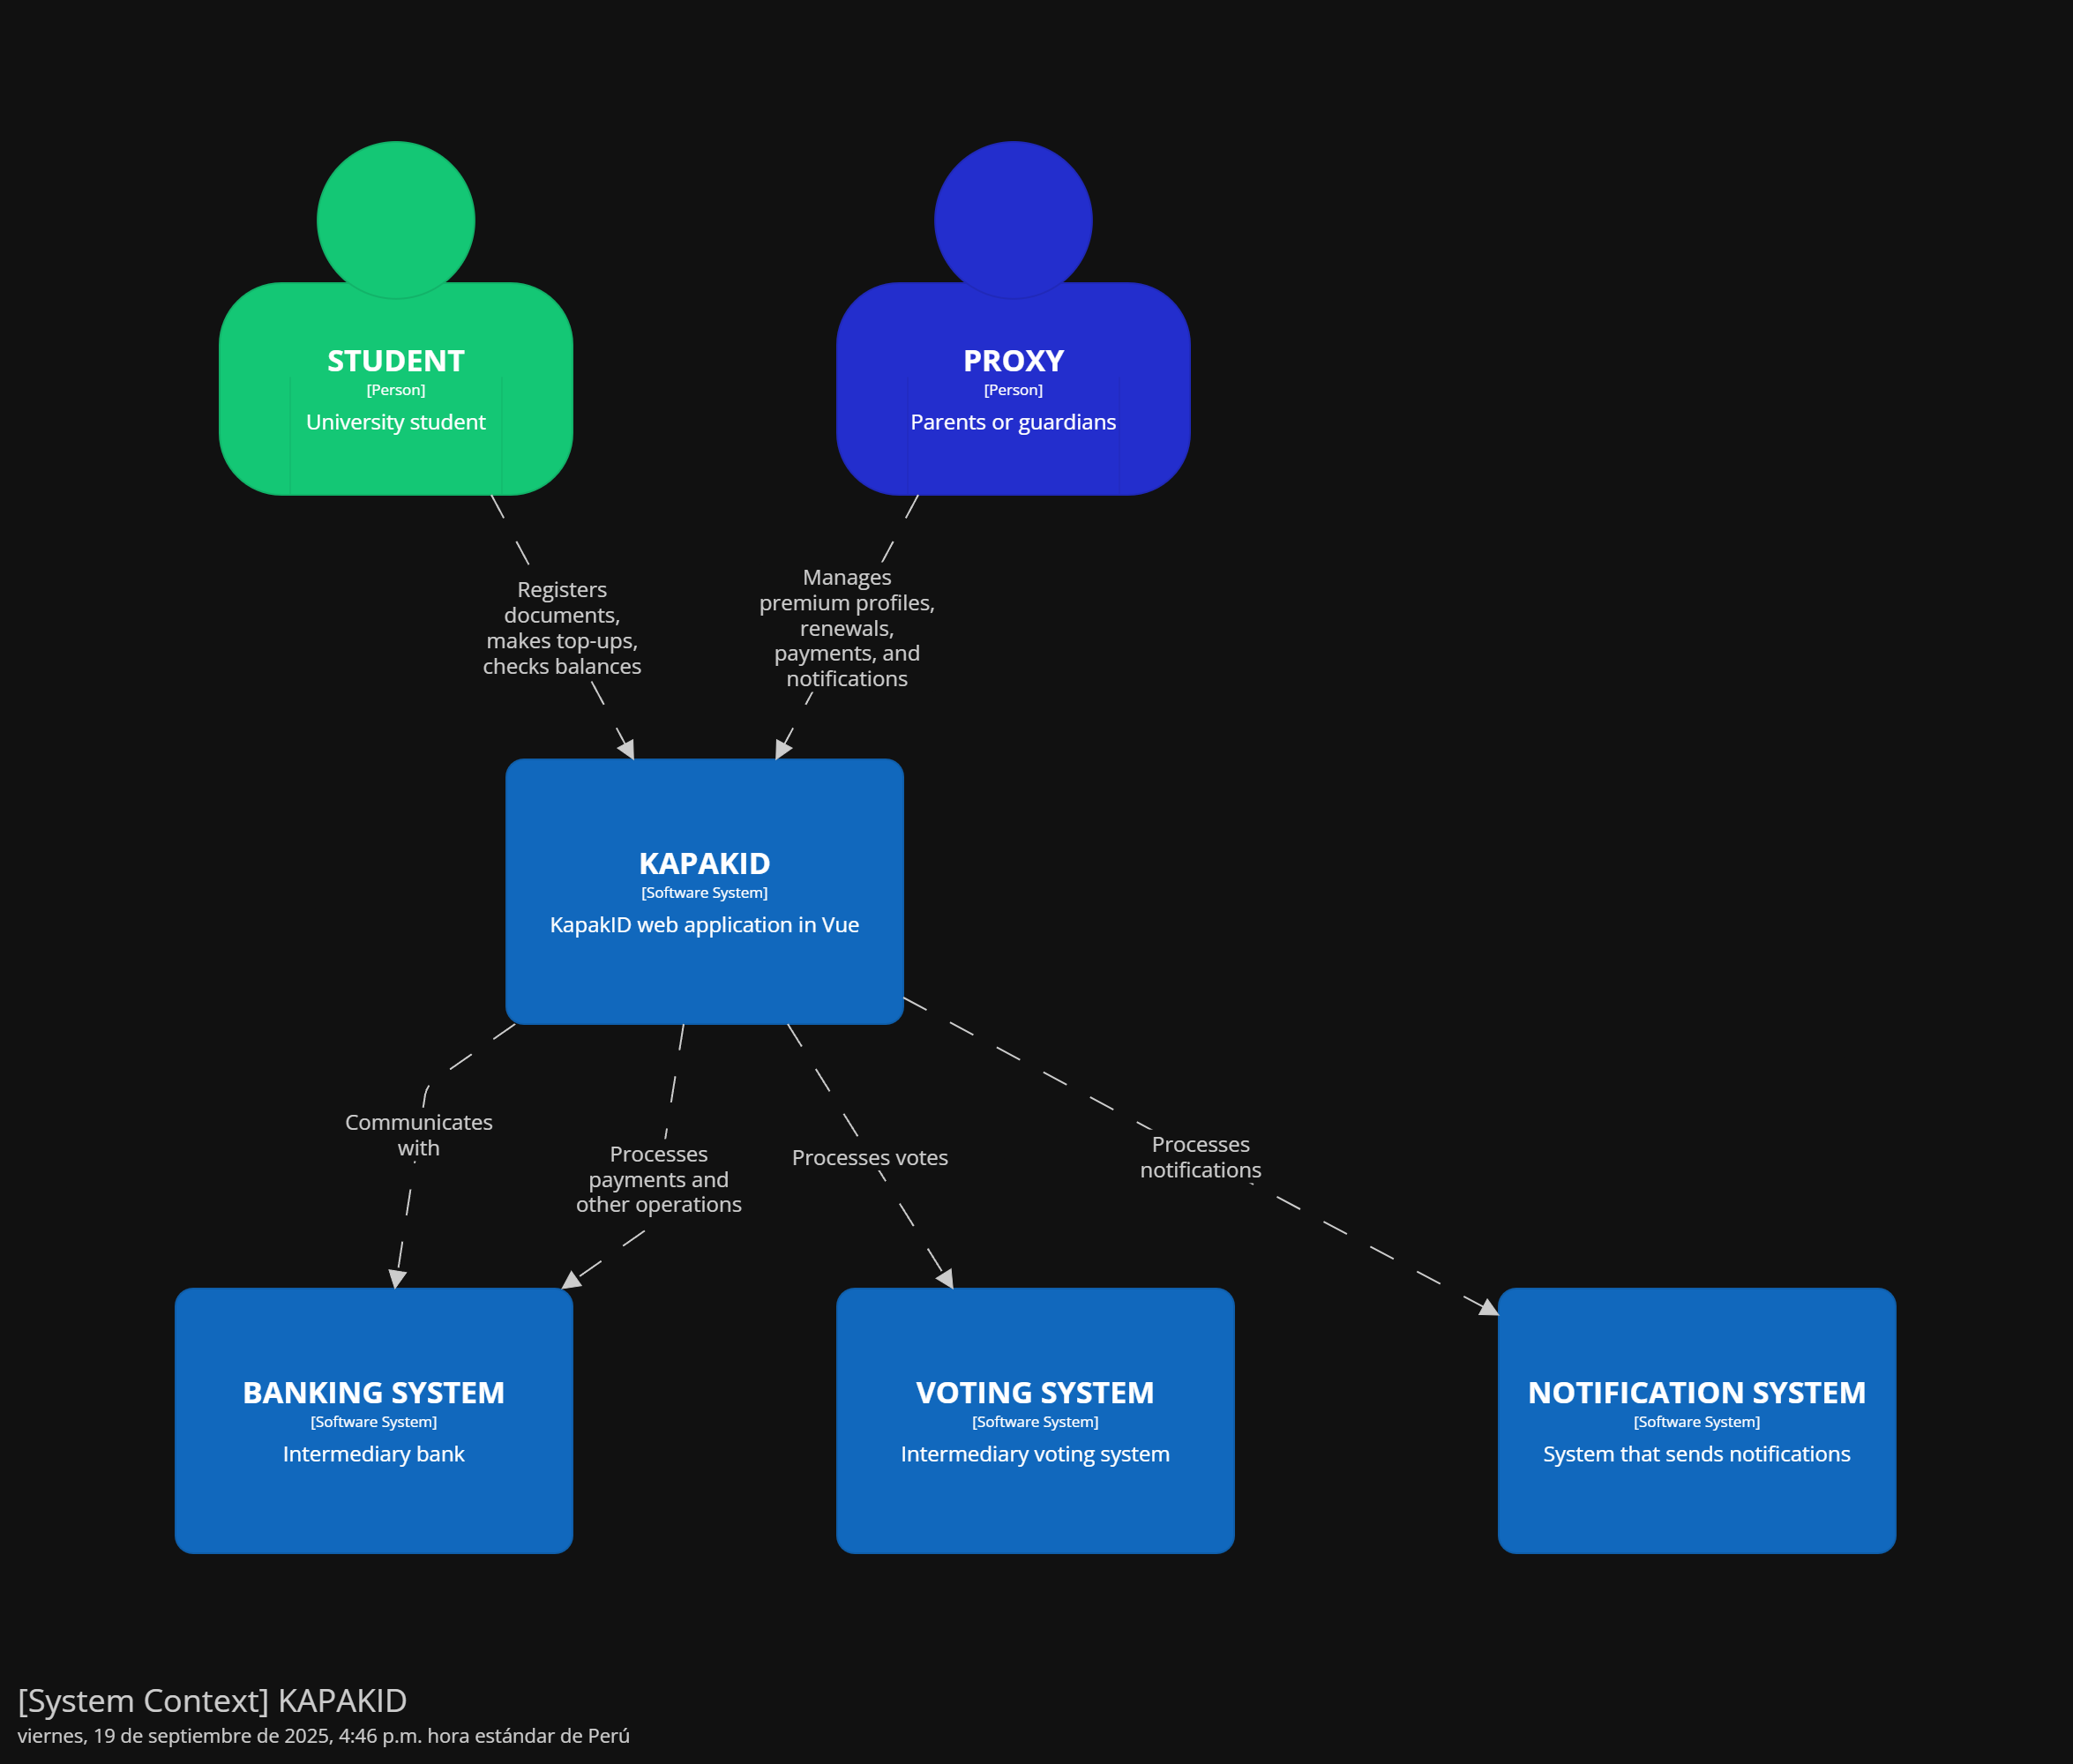 STUDENT
[Person]
University student
PROXY
[Person]
Parents or guardians
Registers
documents,
makes top-ups,
checks balances
Manages
premium profiles,
renewals,
payments, and
notifications
KAPAKID
[Software System]
KapakID web application in Vue
Communicates
with
Processes
payments and
other operations
Processes votes
Processes
notifications
BANKING SYSTEM
[Software System]
Intermediary bank
VOTING SYSTEM
[Software System]
Intermediary voting system
NOTIFICATION SYSTEM
[Software System]
System that sends notifications
[System Context] KAPAKID
viernes, 19 de septiembre de 2025, 4:46 p.m. hora estándar de Perú